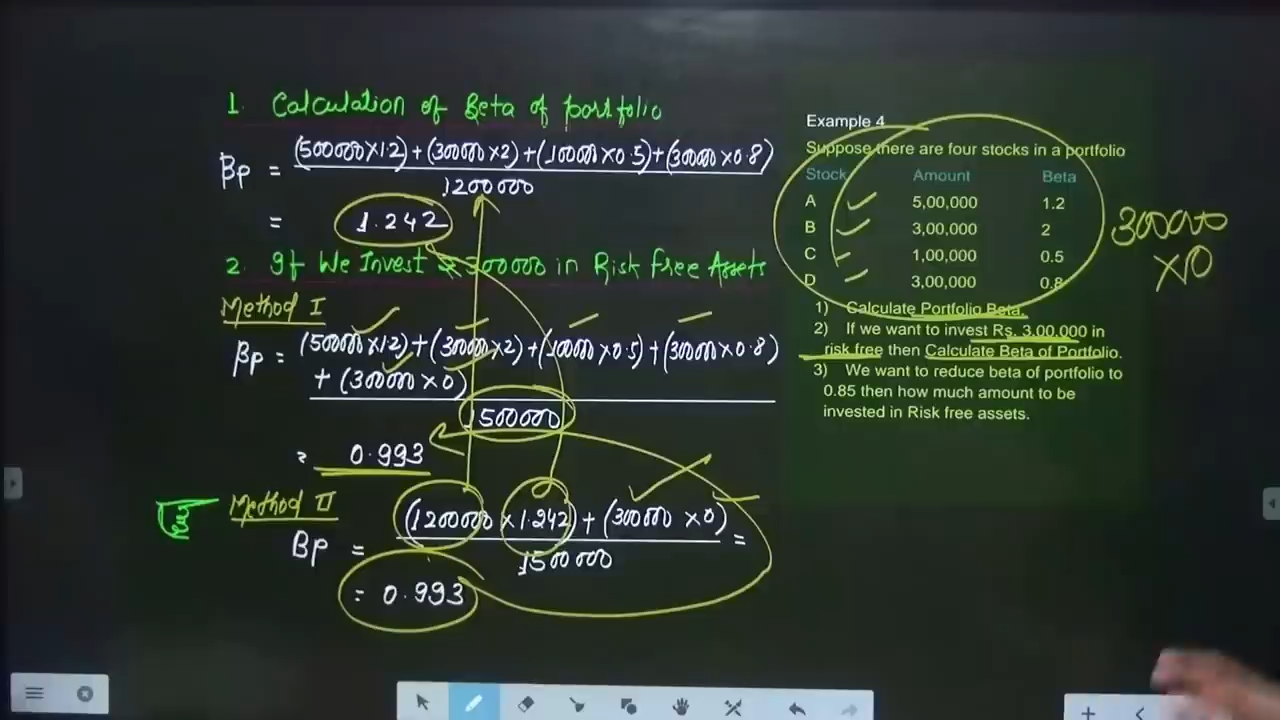 1. Calculation of Beta of portfolio
βp = (500000×1.2) + (300000×2) + (100000×0.5) + (300000×0.8)
1200000
= 1.242
2. If We Invest 300000 in Risk free Assets
Method I
βp = (500000×1.2) + (300000×2) + (100000×0.5) + (300000×0.8)
+ (300000×0)
1500000
= 0.993
Method II
βp = (1200000×1.242) + (300000×0) =
1500000
= 0.993
Example 4
Suppose there are four stocks in a portfolio
Stock Amount Beta
A 5,00,000 1.2
B 3,00,000 2
C 1,00,000 0.5
D 3,00,000 0.8
1) Calculate Portfolio Beta.
2) If we want to invest Rs. 3,00,000 in
risk free then Calculate Beta of Portfolio.
3) We want to reduce beta of portfolio to
0.85 then how much amount to be
invested in Risk free assets.
300000
×0